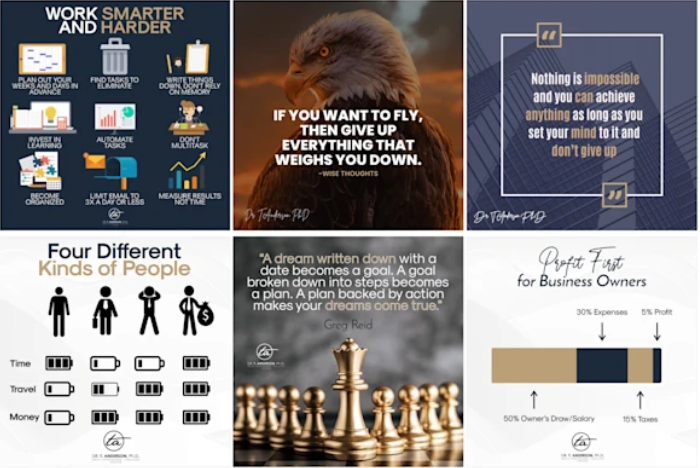 WORK SMARTER
AND HARDER
PLAN OUT YOUR
WEEKS AND DAYS IN
ADVANCE
FIND TASKS TO
ELIMINATE
WRITE THINGS
DOWN, DON'T RELY
ON MEMORY
INVEST IN
LEARNING
AUTOMATE
TASKS
DON'T
MULTITASK
BECOME
ORGANIZED
LIMIT EMAIL TO
3X A DAY OR LESS
MEASURE RESULTS
NOT TIME
IF YOU WANT TO FLY,
THEN GIVE UP
EVERYTHING THAT
WEIGHS YOU DOWN.
-WISE THOUGHTS
Dr. T.Anderson PhD
Nothing is impossible
and you can achieve
anything as long as you
set your mind to it and
don't give up
Dr. T.Anderson Ph.D.
Four Different
Kinds of People
Time
Travel
Money
ta
DR. T. ANDERSON, PH.D.
"A dream written down with a
date becomes a goal. A goal
broken down into steps becomes
a plan. A plan backed by action
makes your dreams come true."
Greg Reid
ta
Profit First
for Business Owners
30% Expenses
5% Profit
50% Owner's Draw/Salary
15% Taxes
ta
DR. T. ANDERSON, PH.D.